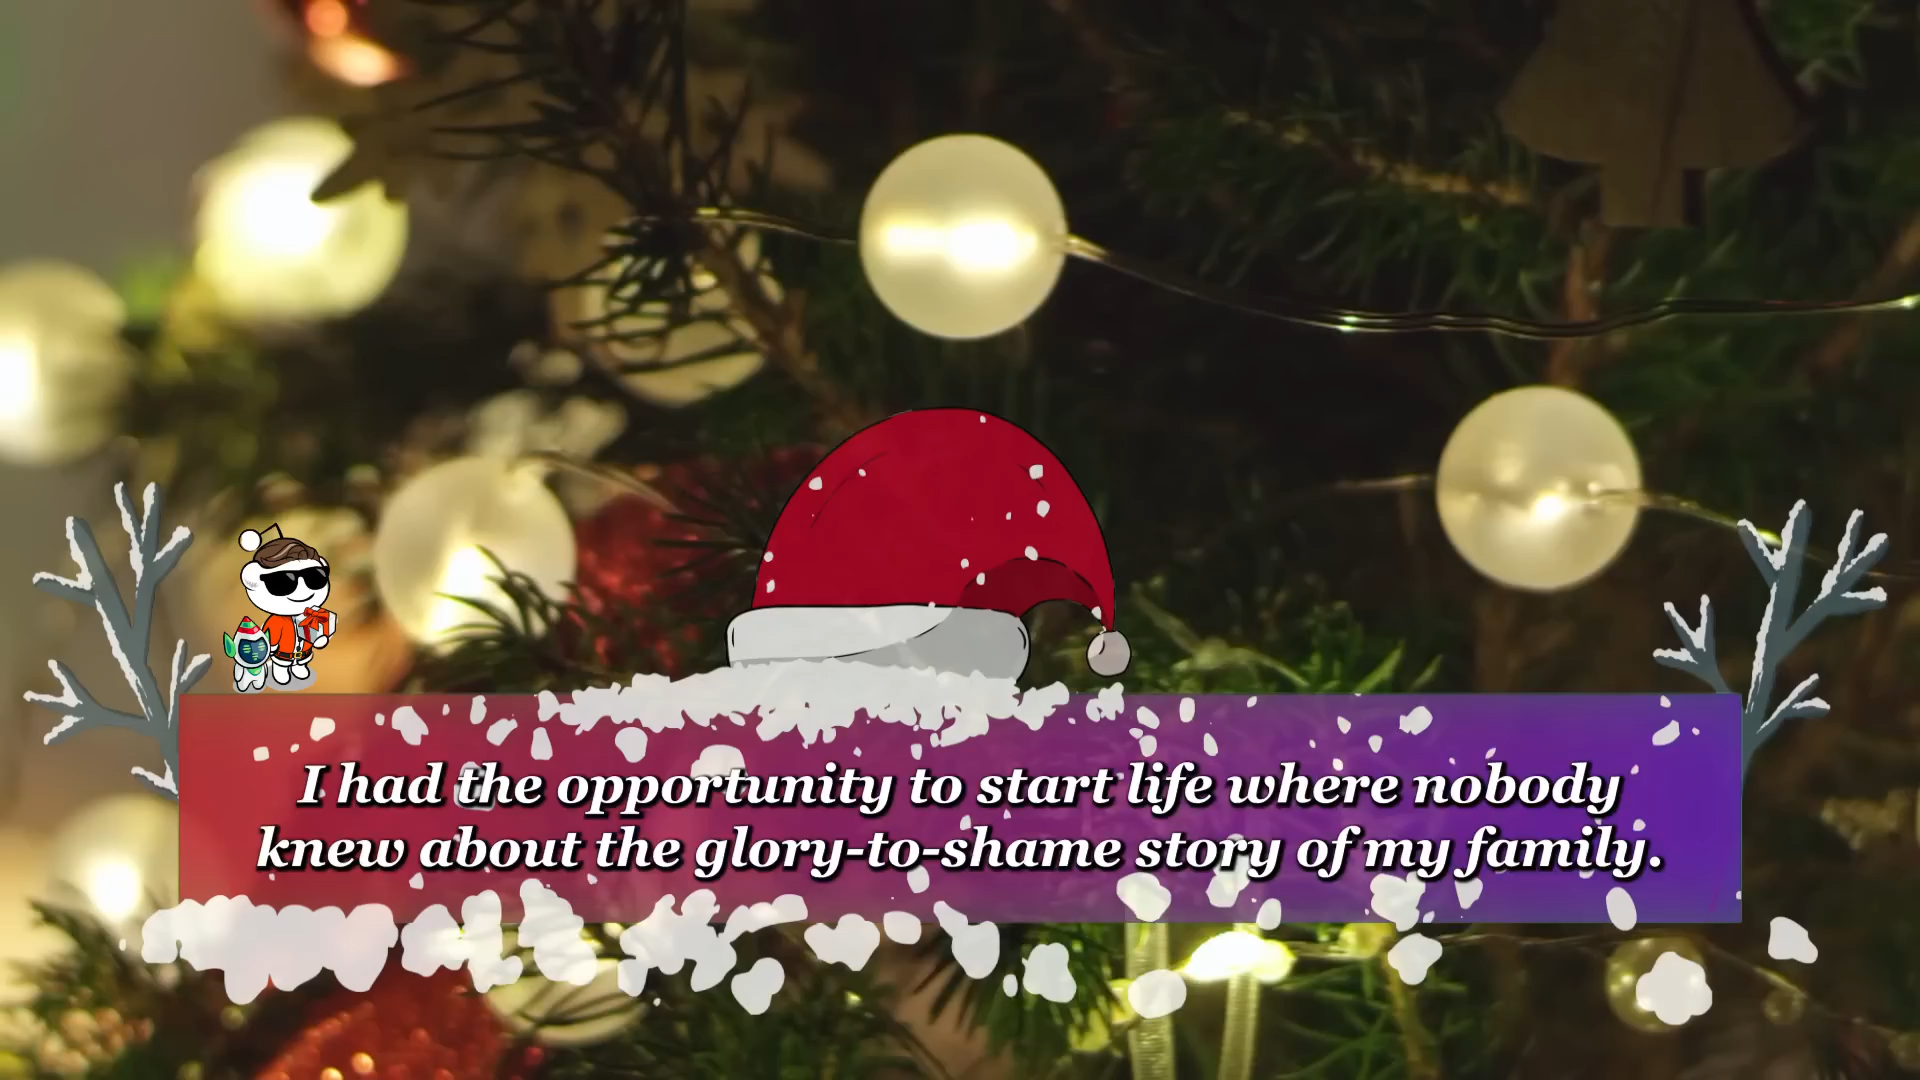 I had the opportunity to start life where nobody
knew about the glory-to-shame story of my family.